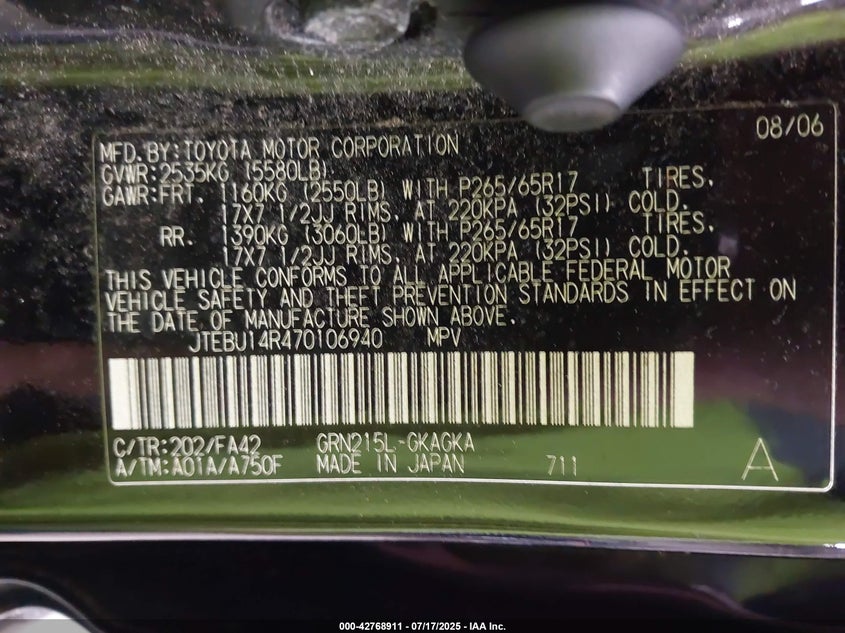 08/06
MFD.BY:TOYOTA MOTOR CORPORATION
GVWR:2535KG (5580LB)
GAWR:FRT. 1160KG (2550LB) WITH P265/65R17 TIRES,
17X7 1/2JJ RIMS, AT 220KPA (32PSI) COLD.
RR. 1390KG (3060LB) WITH P265/65R17 TIRES,
17X7 1/2JJ RIMS, AT 220KPA (32PSI) COLD.
THIS VEHICLE CONFORMS TO ALL APPLICABLE FEDERAL MOTOR
VEHICLE SAFETY AND THEFT PREVENTION STANDARDS IN EFFECT ON
THE DATE OF MANUFACTURE SHOWN ABOVE.
JTEBU14R470106940 MPV
C/TR:202/FA42 GRN215L-GKAGKA
A/TM:A01A/A750F MADE IN JAPAN 711 A
000-42768911 - 07/17/2025 - IAA Inc.